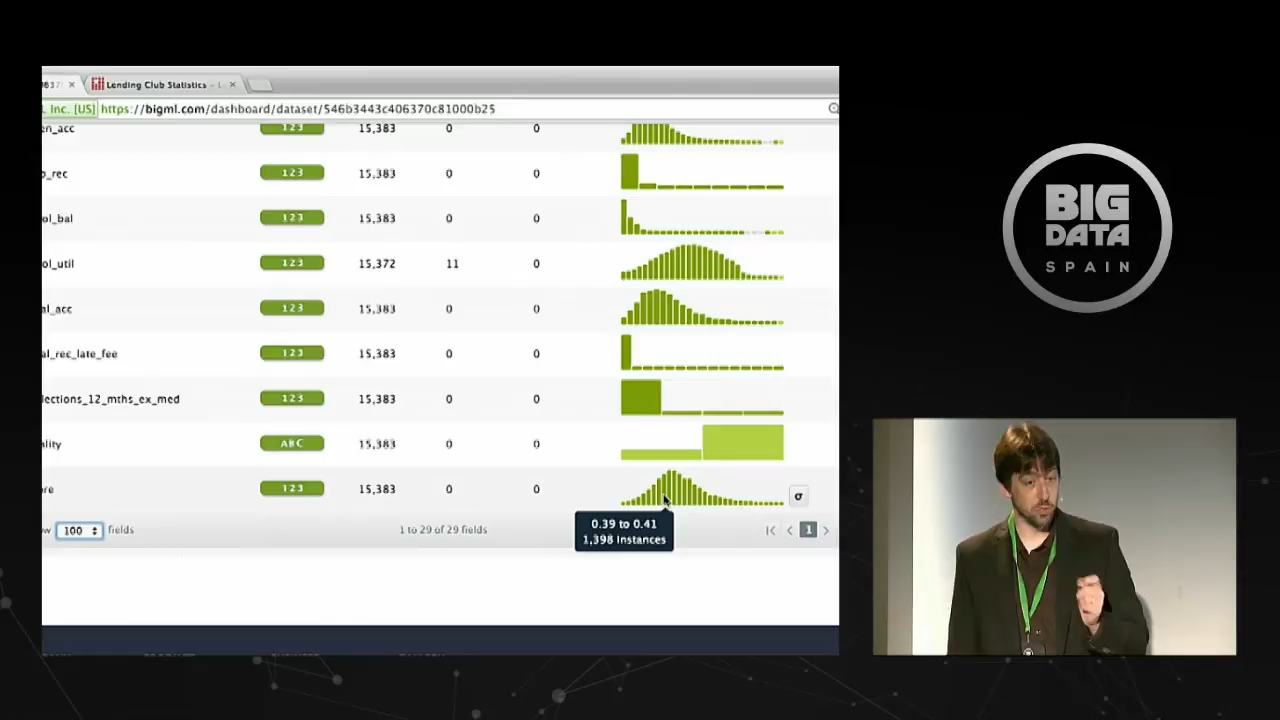 Lending Club Statistics
Inc. [US] https://bigml.com/dashboard/dataset/546b3443c406370c81000b25
en_acc 123 15,383 0 0
o_rec 123 15,383 0 0
ol_bal 123 15,383 0 0
ol_util 123 15,372 11 0
al_acc 123 15,383 0 0
al_rec_late_fee 123 15,383 0 0
lections_12_mths_ex_med 123 15,383 0 0
ality ABC 15,383 0 0
re 123 15,383 0 0 σ
w 100 fields 1 to 29 of 29 fields 1
0.39 to 0.41
1,398 instances
BIG
DATA
SPAIN